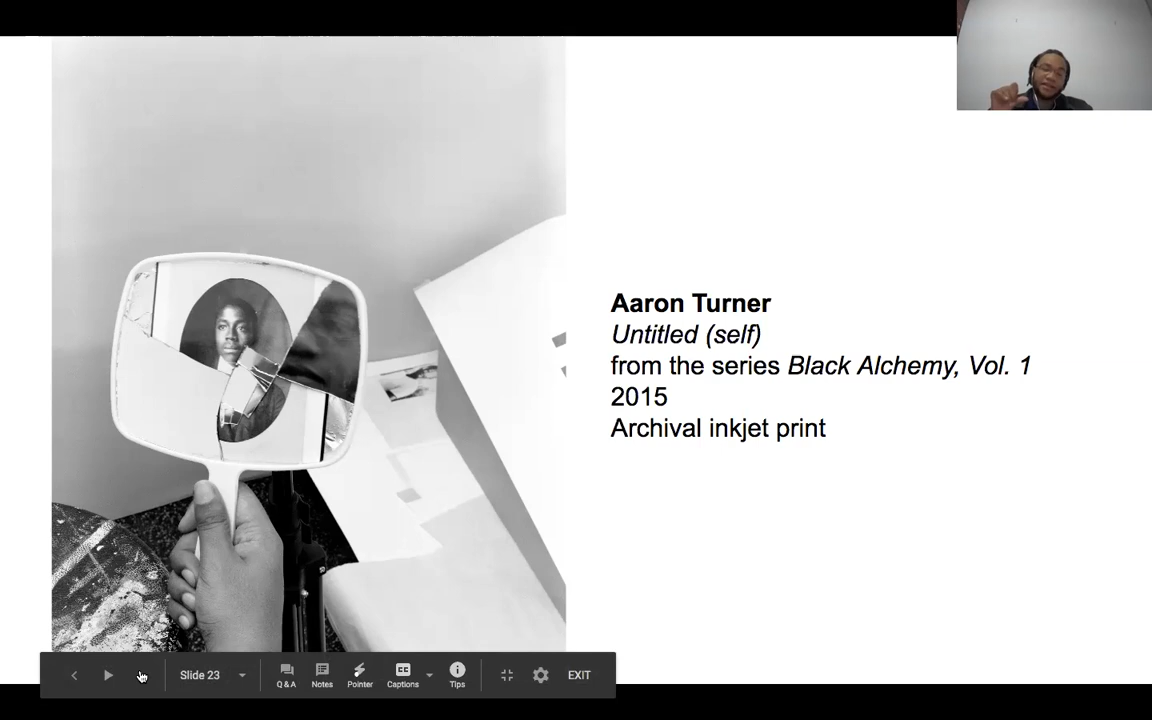 Aaron Turner
Untitled (self)
from the series Black Alchemy, Vol. 1
2015
Archival inkjet print
Slide 23
Q & A
Notes
Pointer
CC
Captions
Tips
EXIT